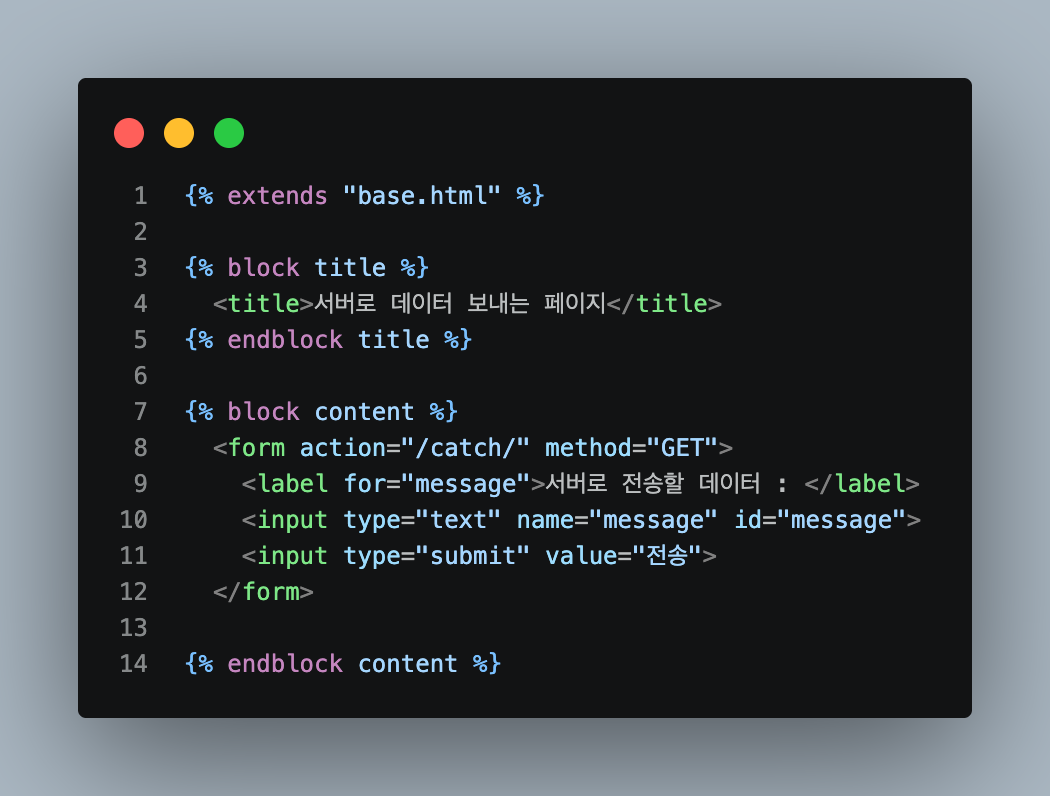 1 {% extends "base.html" %}
2
3 {% block title %}
4   <title>서버로 데이터 보내는 페이지</title>
5 {% endblock title %}
6
7 {% block content %}
8   <form action="/catch/" method="GET">
9     <label for="message">서버로 전송할 데이터 : </label>
10     <input type="text" name="message" id="message">
11     <input type="submit" value="전송">
12   </form>
13
14 {% endblock content %}